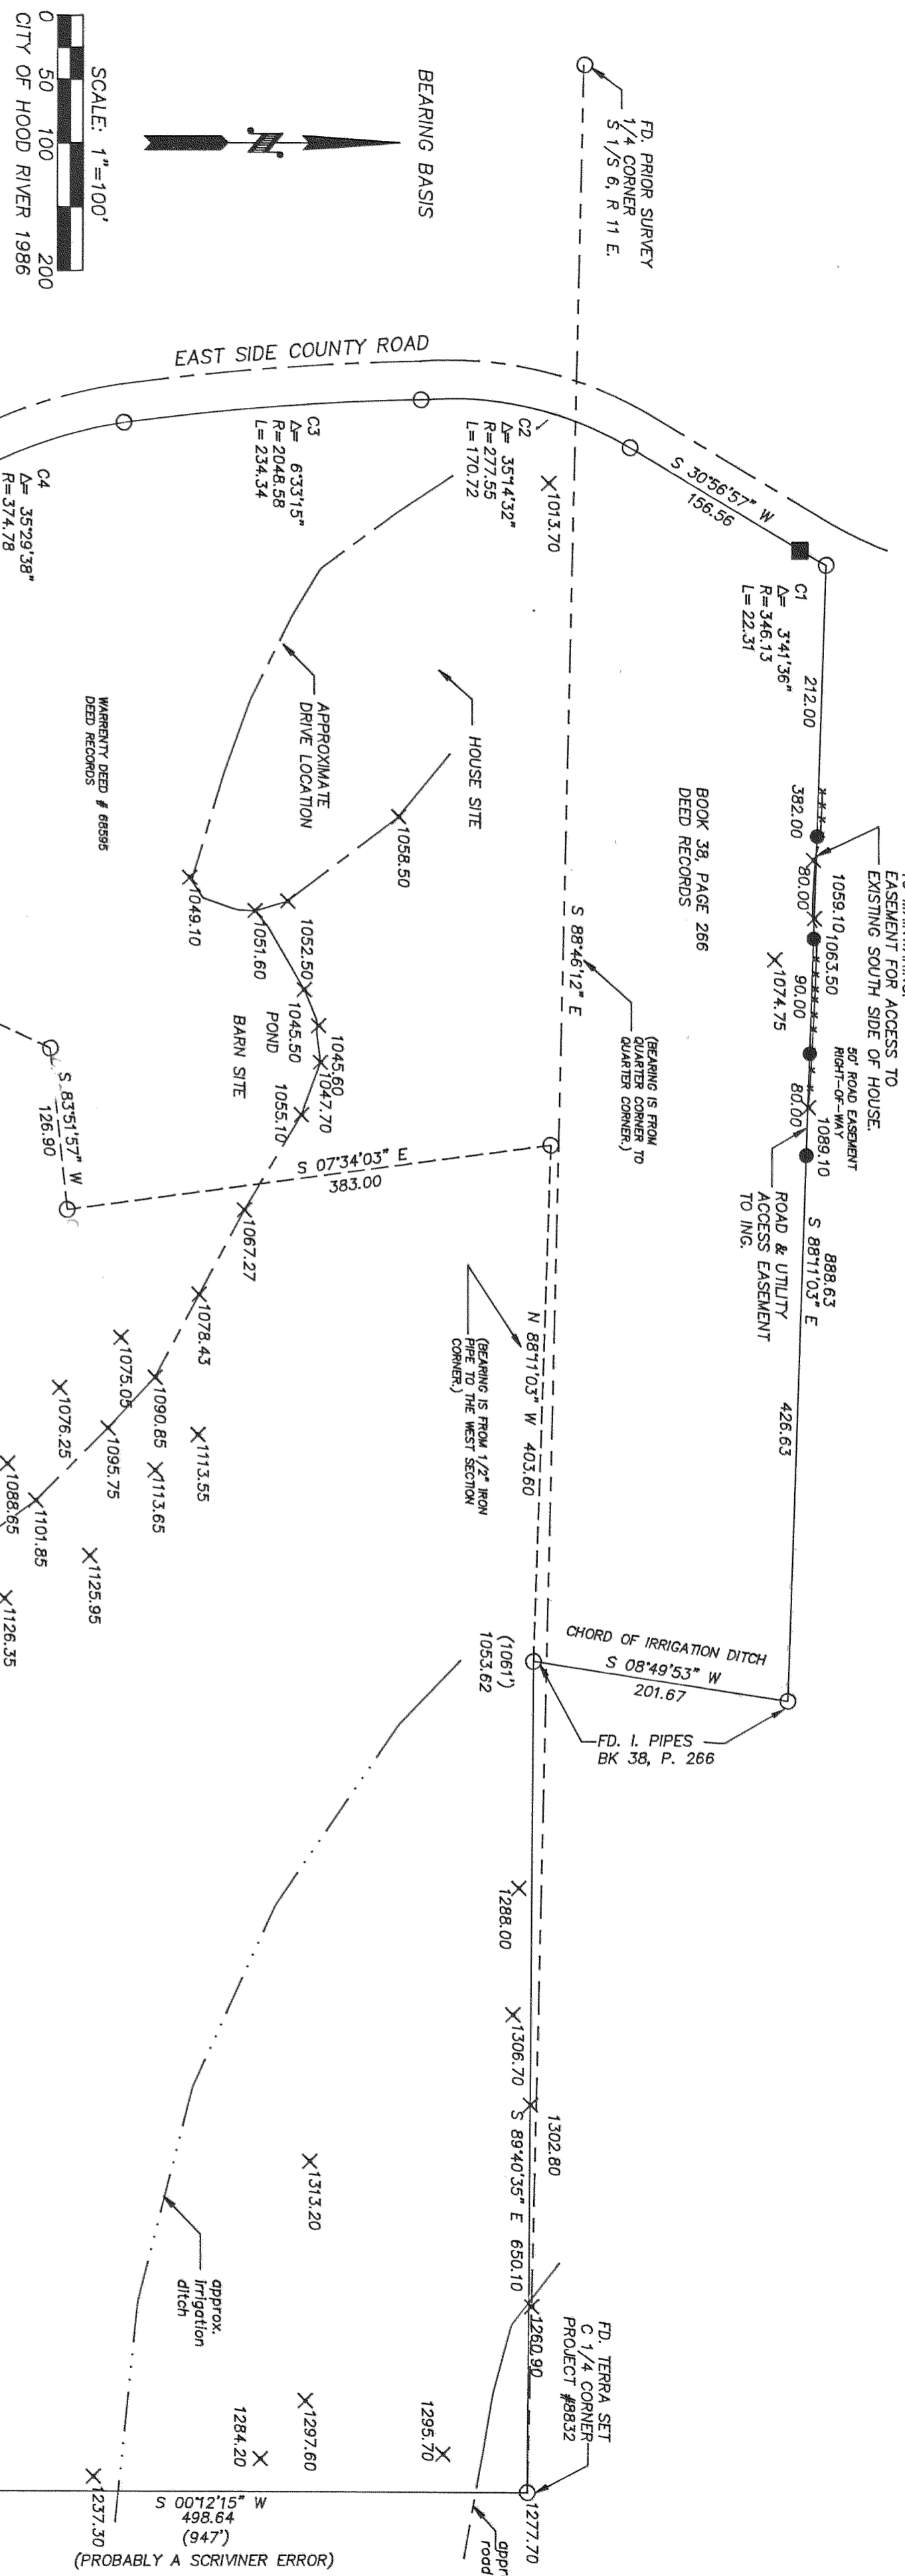 BEARING BASIS
SCALE: 1"=100'
0 50 100 200
CITY OF HOOD RIVER 1986
FD. PRIOR SURVEY
1/4 CORNER
S 1/S 6, R 11 E.
EAST SIDE COUNTY ROAD
C4
Δ= 35°29'38"
R=374.78
C3
Δ= 6°33'15"
R=2048.58
L=234.34
C2
Δ= 35°14'32"
R=277.55
L=170.72
S 30°56'57" W
156.56
C1
Δ= 3°41'36"
R=346.13
L=22.31
212.00
382.00
80.00
1059.10
1063.50
90.00
1074.75
80.00
1089.10
EASEMENT FOR ACCESS TO
EXISTING SOUTH SIDE OF HOUSE.
50' ROAD EASEMENT
RIGHT-OF-WAY
ROAD & UTILITY
ACCESS EASEMENT
TO ING.
888.63
S 88°11'03" E
426.63
BOOK 38, PAGE 266
DEED RECORDS
1013.70
S 88°46'12" E
(BEARING IS FROM
QUARTER CORNER TO
QUARTER CORNER.)
HOUSE SITE
APPROXIMATE
DRIVE LOCATION
WARRENTY DEED # 68595
DEED RECORDS
1058.50
1049.10
1051.60
1052.50
1045.50
1045.60
1047.70
1055.10
POND
BARN SITE
S 07°34'03" E
383.00
S 83°51'57" W
126.90
1067.27
1078.43
1075.05
1090.85
1076.25
1095.75
1113.55
1113.65
1088.65
1101.85
1125.95
1126.35
N 88°11'03" W 403.60
(BEARING IS FROM 1/2" IRON
PIPE TO THE WEST SECTION
CORNER.)
CHORD OF IRRIGATION DITCH
S 08°49'53" W
201.67
FD. I. PIPES
BK 38, P. 266
(1061')
1053.62
1288.00
1306.70
1302.80
S 89°40'35" E 650.10
1313.20
1260.90
FD. TERRA SET
C 1/4 CORNER
PROJECT #8832
1277.70
approx.
irrigation
ditch
1297.60
1284.20
1295.70
1237.30
S 00°12'15" W
498.64
(947')
(PROBABLY A SCRIVINER ERROR)
appr
road